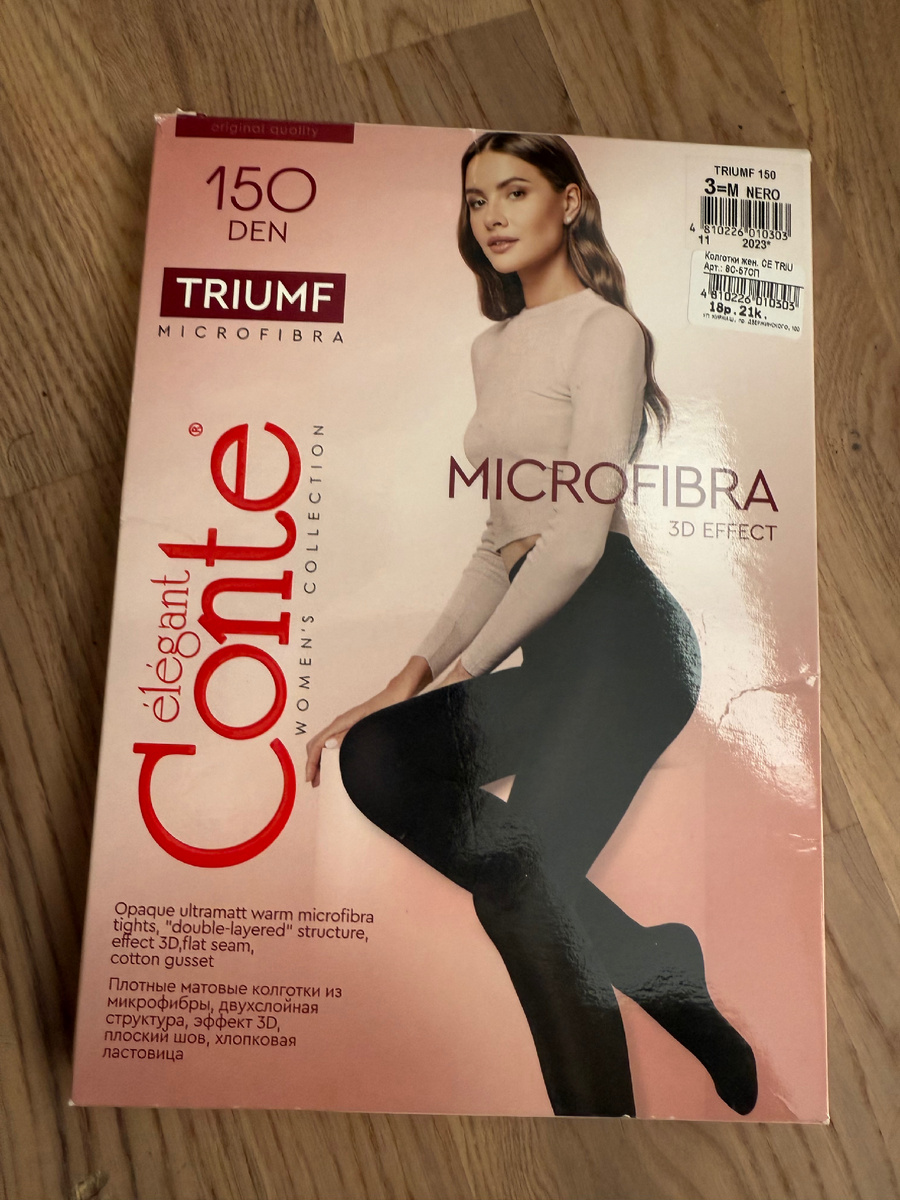 original quality
150
DEN
TRIUMF
MICROFIBRA
élégant
Conte®
WOMEN'S COLLECTION
TRIUMF 150
3=M NERO
4 810226 010303
11 2023*
Колготки жен. CE TRIU
Арт.: 8С-57СП
4 810226 010303
18р.21к.
MICROFIBRA
3D EFFECT
Opaque ultramatt warm microfibra
tights, "double-layered" structure,
effect 3D,flat seam,
cotton gusset
Плотные матовые колготки из
микрофибры, двухслойная
структура, эффект 3D,
плоский шов, хлопковая
ластовица